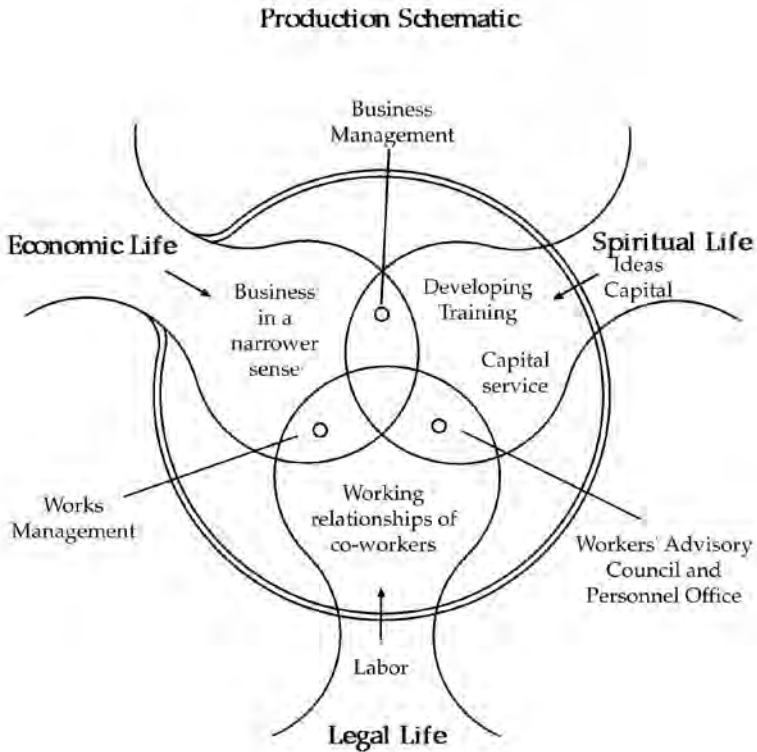 Production Schematic
Business
Management
Economic Life
Spiritual Life
Ideas
Capital
Business
in a
narrower
sense
Developing
Training
Capital
service
Works
Management
Working
relationships of
co-workers
Workers' Advisory
Council and
Personnel Office
Labor
Legal Life